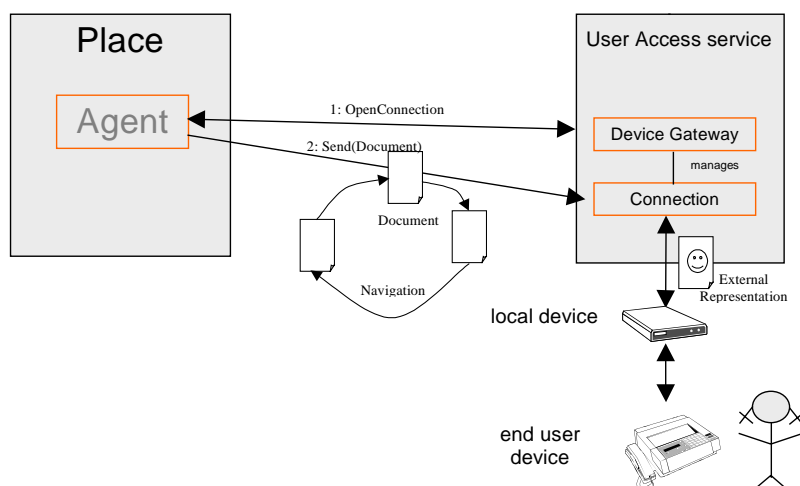 Place
Agent
User Access service
1: OpenConnection
Device Gateway
2: Send(Document)
manages
Connection
Document
External
Representation
Navigation
local device
end user
device